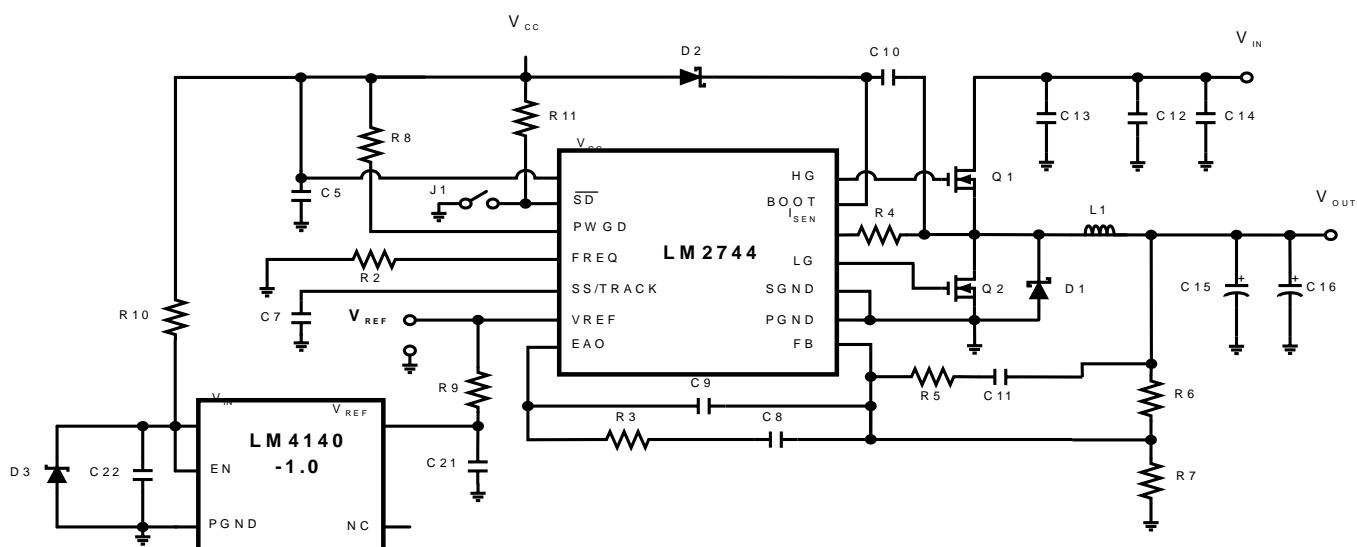 V CC
D2
C10
V IN
R11
R8
C13
C12
C14
V CC
HG
Q1
C5
J1
SD
BOOT
I SEN
R4
L1
V OUT
PWGD
LM2744
FREQ
LG
R2
SGND
Q2
D1
C15
+
+
C16
SS/TRACK
R10
C7
V REF
VREF
PGND
EAO
FB
R9
C9
R5
C11
R6
V IN
V REF
R3
C8
LM4140
-1.0
C21
D3
C22
EN
R7
PGND
NC